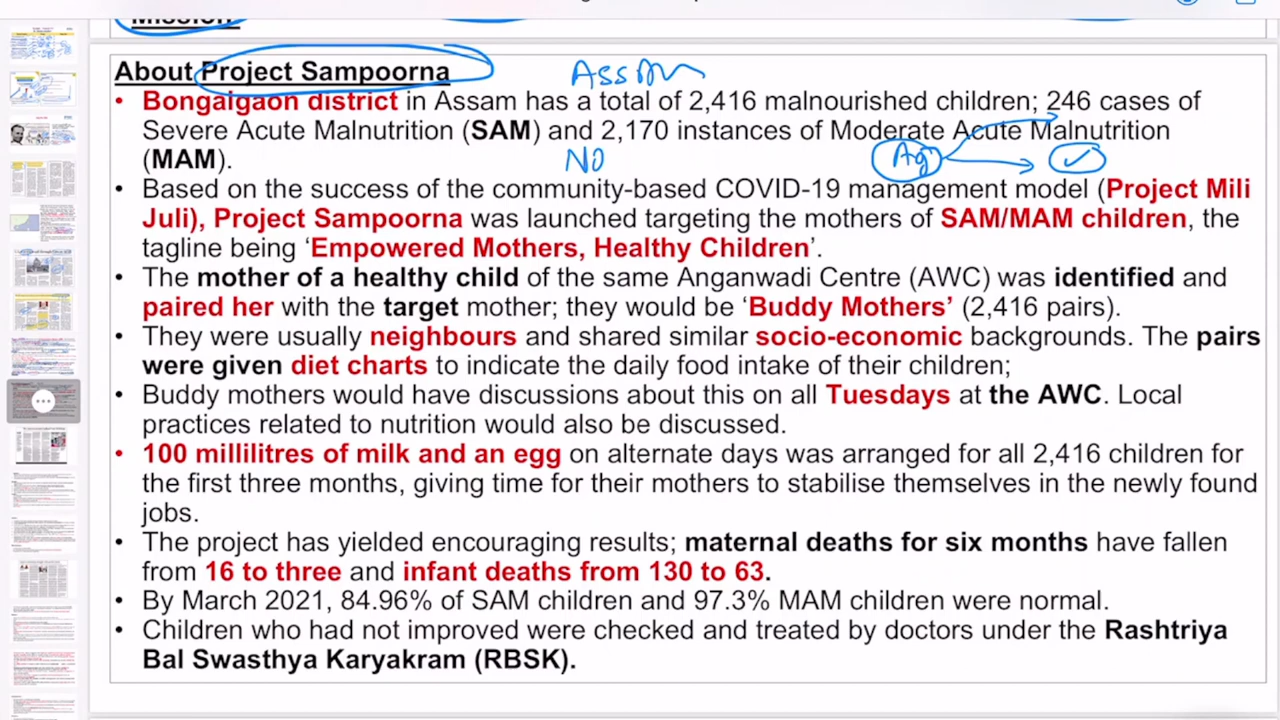 Mission
About Project Sampoorna
ASSAM
• Bongalgaon district in Assam has a total of 2,416 malnourished children; 246 cases of
Severe Acute Malnutrition (SAM) and 2,170 instances of Moderate Acute Malnutrition
(MAM).
NO
• Based on the success of the community-based COVID-19 management model (Project Mili
Juli), Project Sampoorna was launched targeting the mothers of SAM/MAM children, the
tagline being ‘Empowered Mothers, Healthy Children’.
• The mother of a healthy child of the same Anganwadi Centre (AWC) was identified and
paired her with the target mother; they would be ‘Buddy Mothers’ (2,416 pairs).
• They were usually neighbours and shared similar socio-economic backgrounds. The pairs
were given diet charts to indicate the daily food intake of their children;
• Buddy mothers would have discussions about this on all Tuesdays at the AWC. Local
practices related to nutrition would also be discussed.
• 100 millilitres of milk and an egg on alternate days was arranged for all 2,416 children for
the first three months, giving time for their mothers to stabilise themselves in the newly found
jobs.
• The project has yielded encouraging results; maternal deaths for six months have fallen
from 16 to three and infant deaths from 130 to 63.
• By March 2021, 84.96% of SAM children and 97.3% MAM children were normal.
• Children who had not improved were checked and treated by doctors under the Rashtriya
Bal Swasthya Karyakram (RBSK).